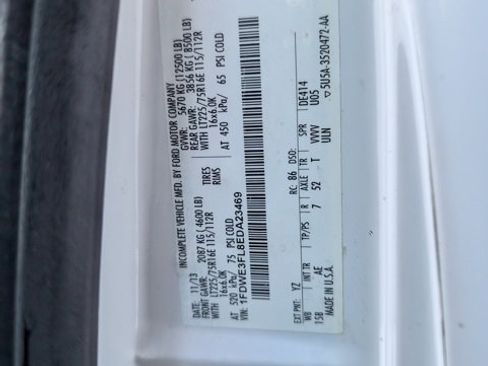 INCOMPLETE VEHICLE MFD. BY FORD MOTOR COMPANY
DATE: 11/13 GVWR: 5670 KG (12500 LB)
FRONT GAWR: 2087 KG (4600 LB) REAR GAWR: 3856 KG (8500 LB)
WITH LT225/75R16E 115/112R TIRES WITH LT225/75R16E 115/112R
16x6.0K RIMS 16x6.0K
AT 520 kPa/ 75 PSI COLD AT 450 kPa/ 65 PSI COLD
VIN: 1FDWE3FL8EDA23469
EXT PNT: YZ RC: 86 DSO: DE414
WB INT TR TP/PS R AXLE TR SPR U05
158 AE 7 52 T VVVV
MADE IN U.S.A. ULN
▽5U5A-3520472-AA